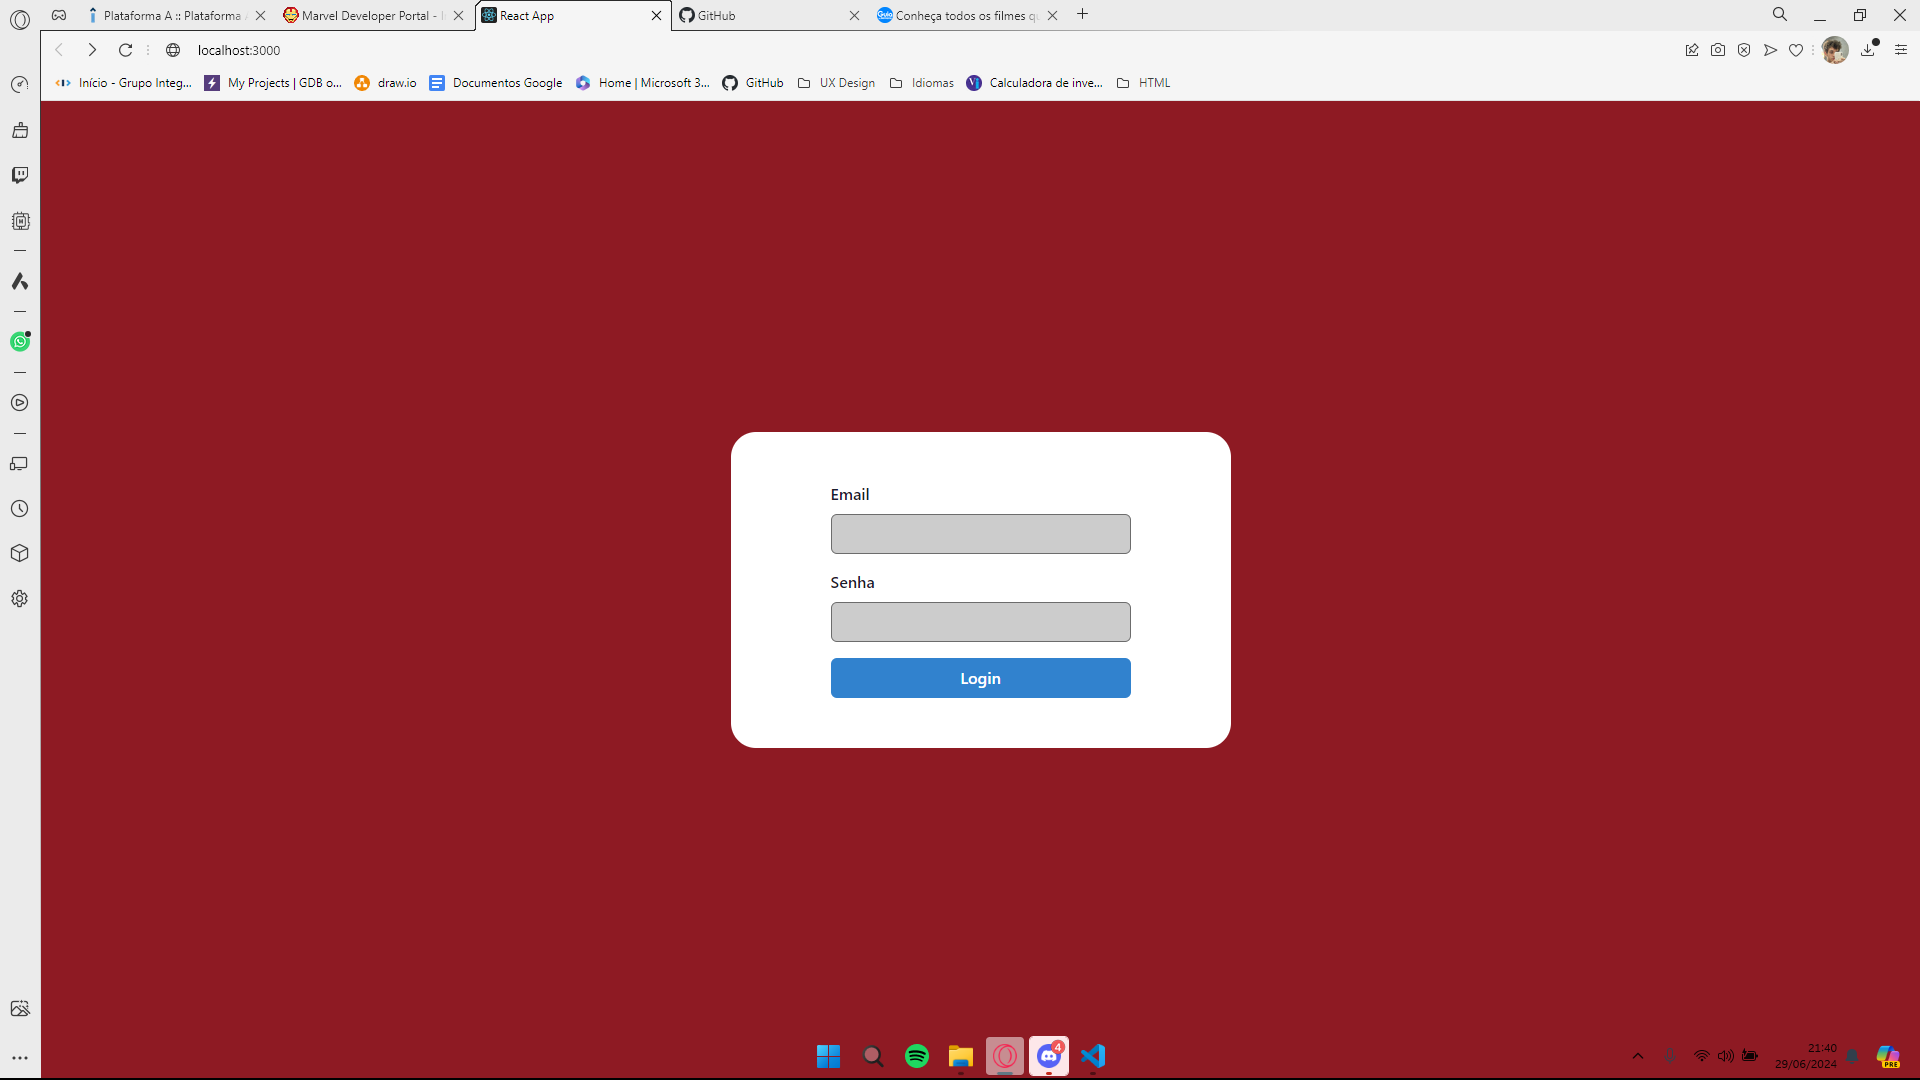 Plataforma A :: Plataforma
Marvel Developer Portal -
React App
GitHub
Conheça todos os filmes q
localhost:3000
Início - Grupo Integ...
My Projects | GDB o...
draw.io
Documentos Google
Home | Microsoft 3...
GitHub
UX Design
Idiomas
Calculadora de inve...
HTML
Email
Senha
Login
4
21:40
29/06/2024
PRE